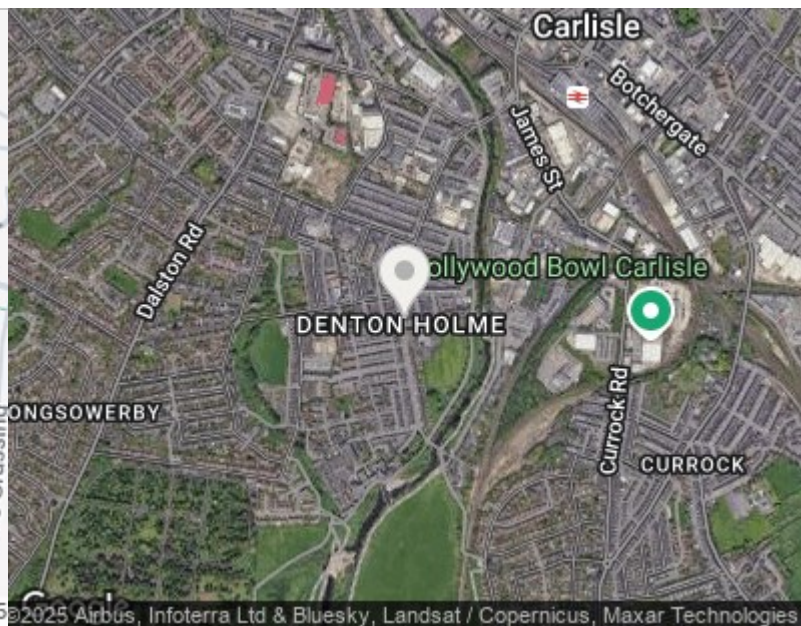 Carlisle
Botchergate
James St
Dalston Rd
ollywood Bowl Carlisle
DENTON HOLME
ONGSOWERBY
Currock Rd
CURROCK
Google
©2025 Airbus, Infoterra Ltd & Bluesky, Landsat / Copernicus, Maxar Technologies